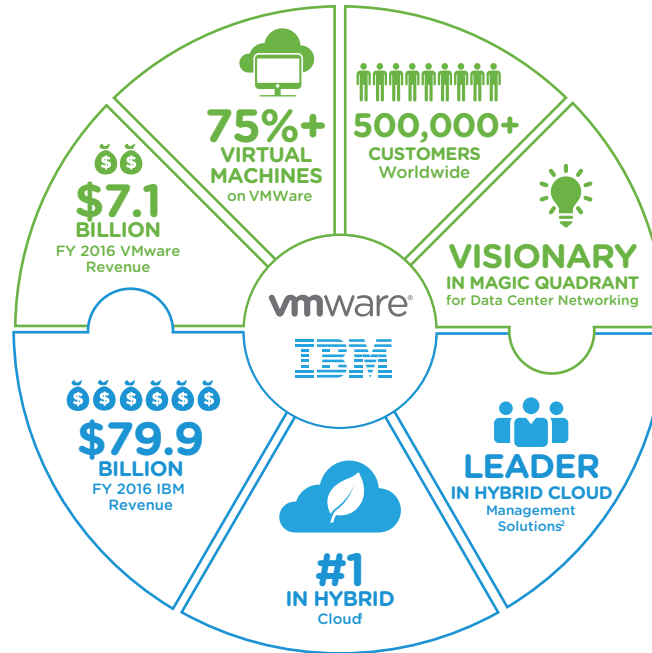 75%+
VIRTUAL
MACHINES
on VMWare
500,000+
CUSTOMERS
Worldwide
$ $
$7.1
BILLION
FY 2016 VMware
Revenue
VISIONARY
IN MAGIC QUADRANT
for Data Center Networking
vmware®
IBM
$ $ $ $ $ $
$79.9
BILLION
FY 2016 IBM
Revenue
#1
IN HYBRID
Cloud¹
LEADER
IN HYBRID CLOUD
Management
Solutions²